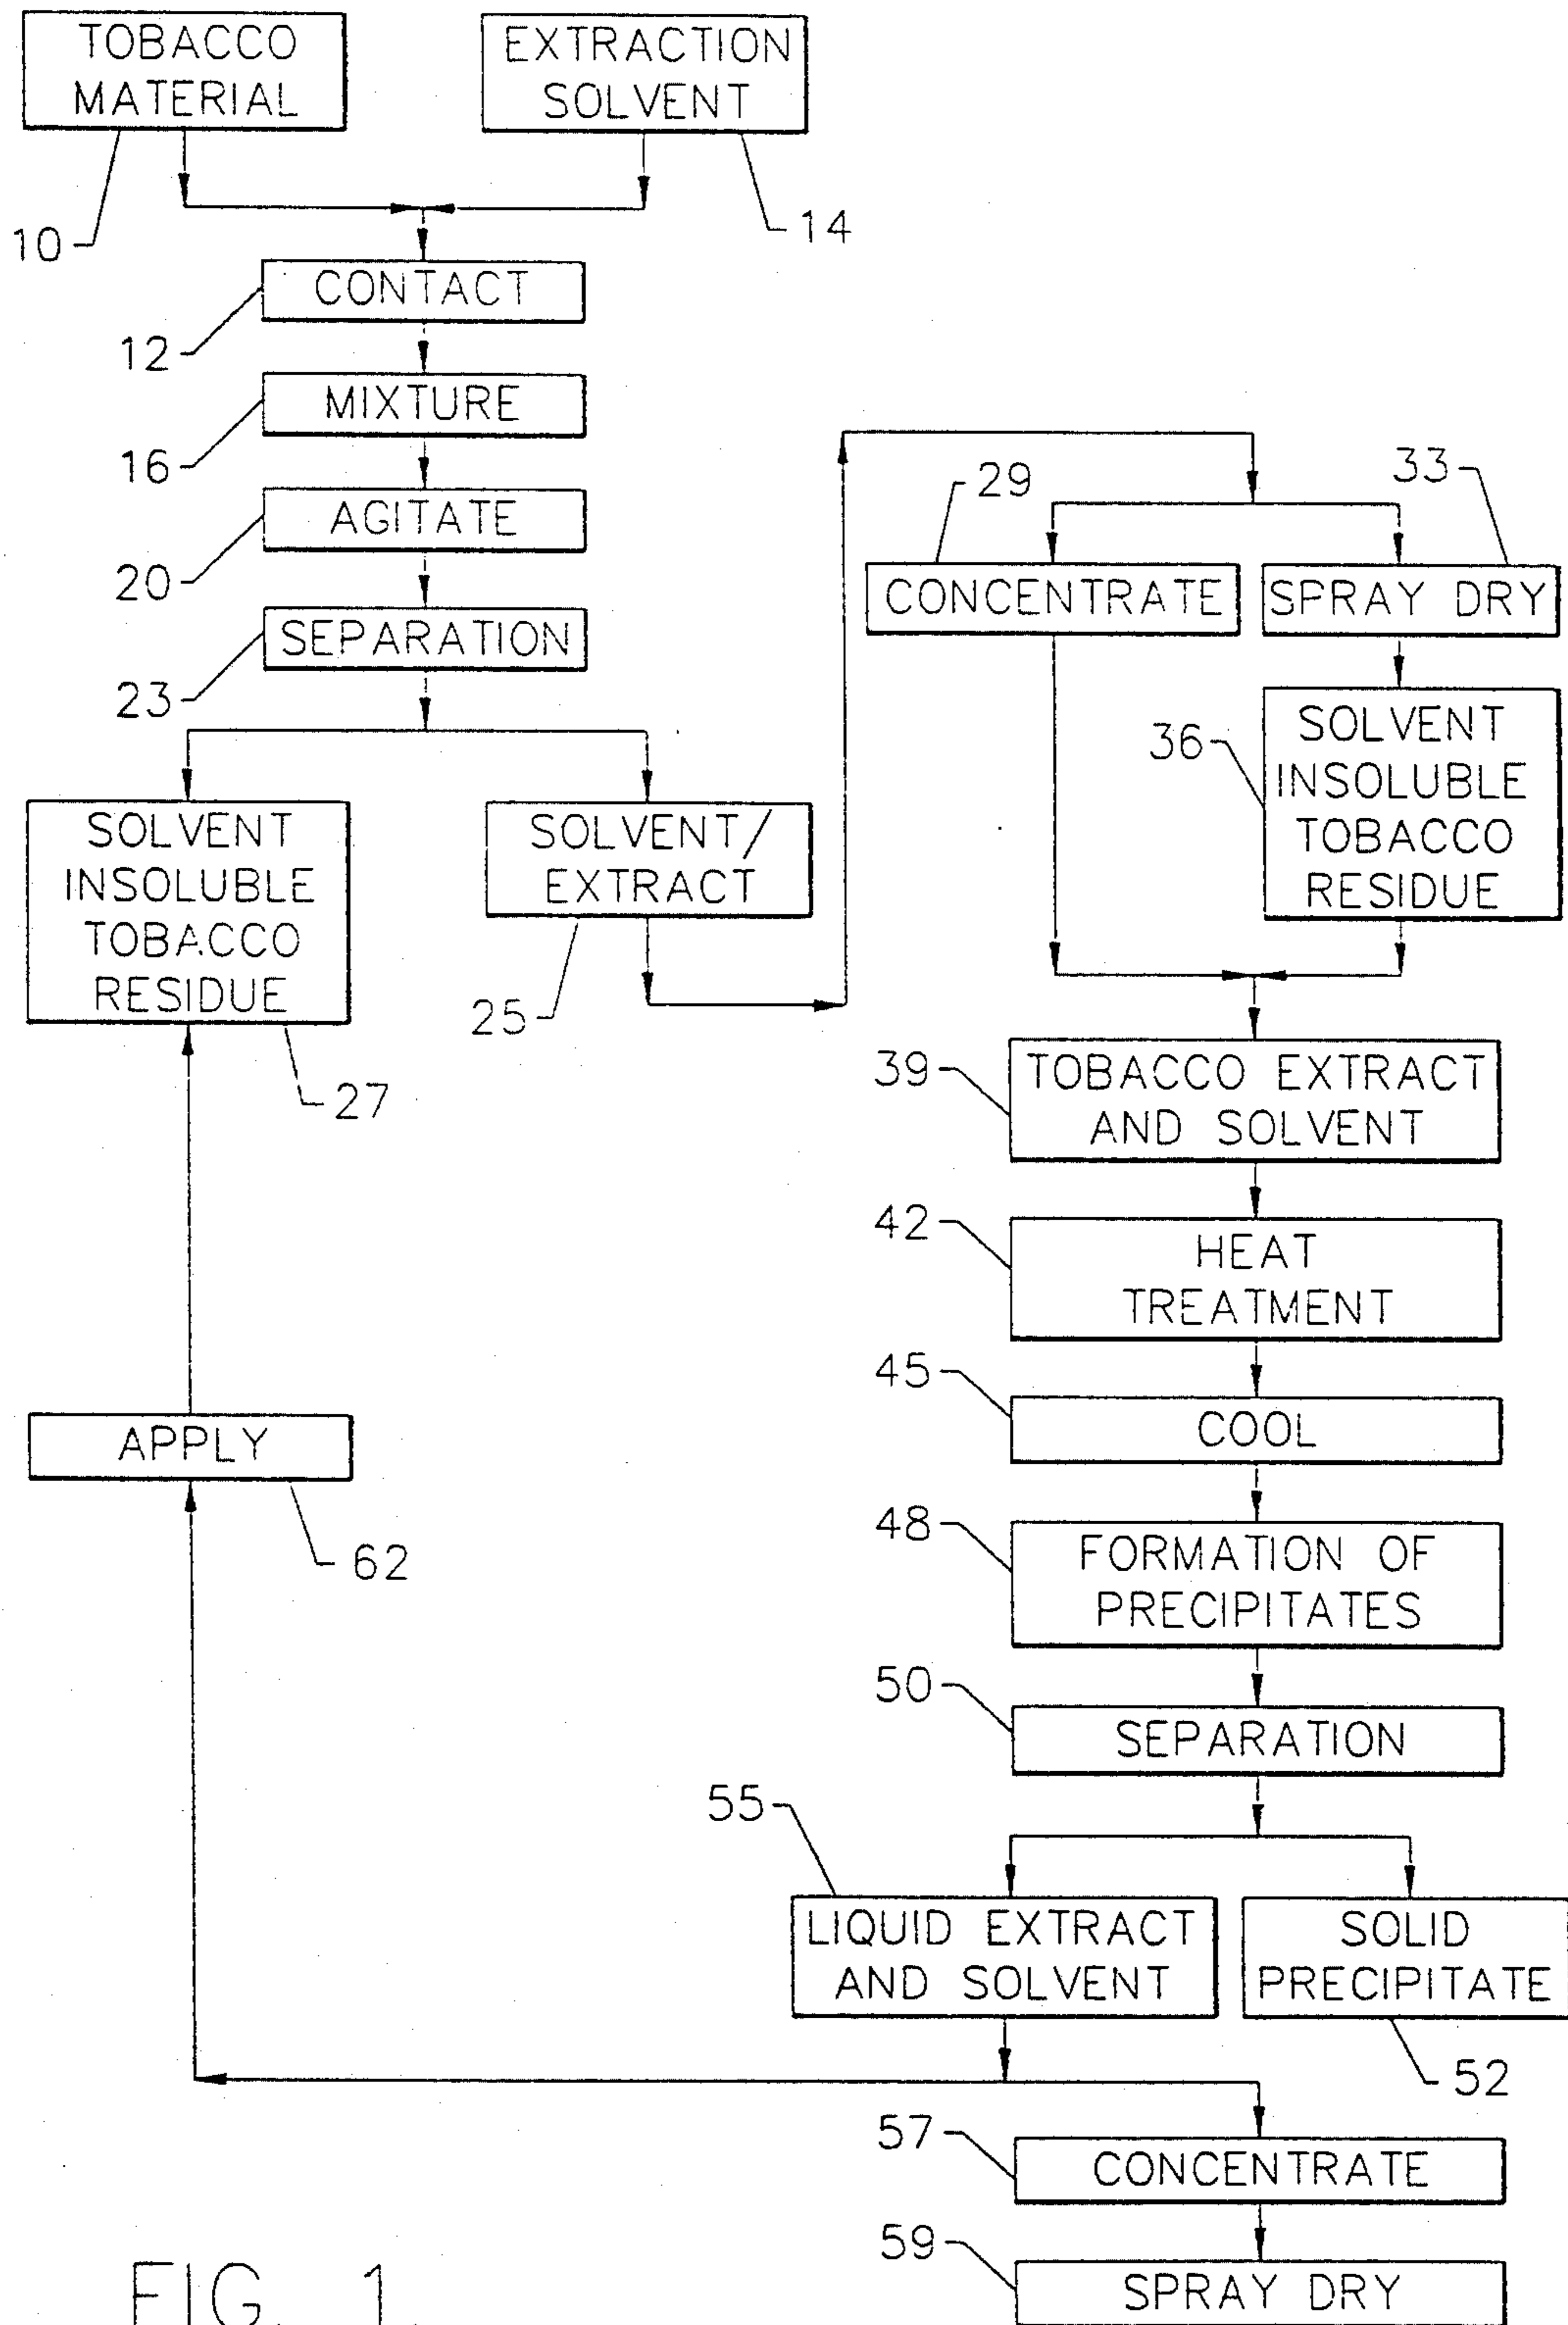 TOBACCO
MATERIAL
EXTRACTION
SOLVENT
10
14
CONTACT
12
MIXTURE
16
AGITATE
20
SEPARATION
23
SOLVENT
INSOLUBLE
TOBACCO
RESIDUE
27
SOLVENT/
EXTRACT
25
29
CONCENTRATE
33
SPRAY DRY
36
SOLVENT
INSOLUBLE
TOBACCO
RESIDUE
39
TOBACCO EXTRACT
AND SOLVENT
42
HEAT
TREATMENT
45
COOL
48
FORMATION OF
PRECIPITATES
50
SEPARATION
55
LIQUID EXTRACT
AND SOLVENT
SOLID
PRECIPITATE
52
APPLY
62
57
CONCENTRATE
59
SPRAY DRY
FIG. 1.